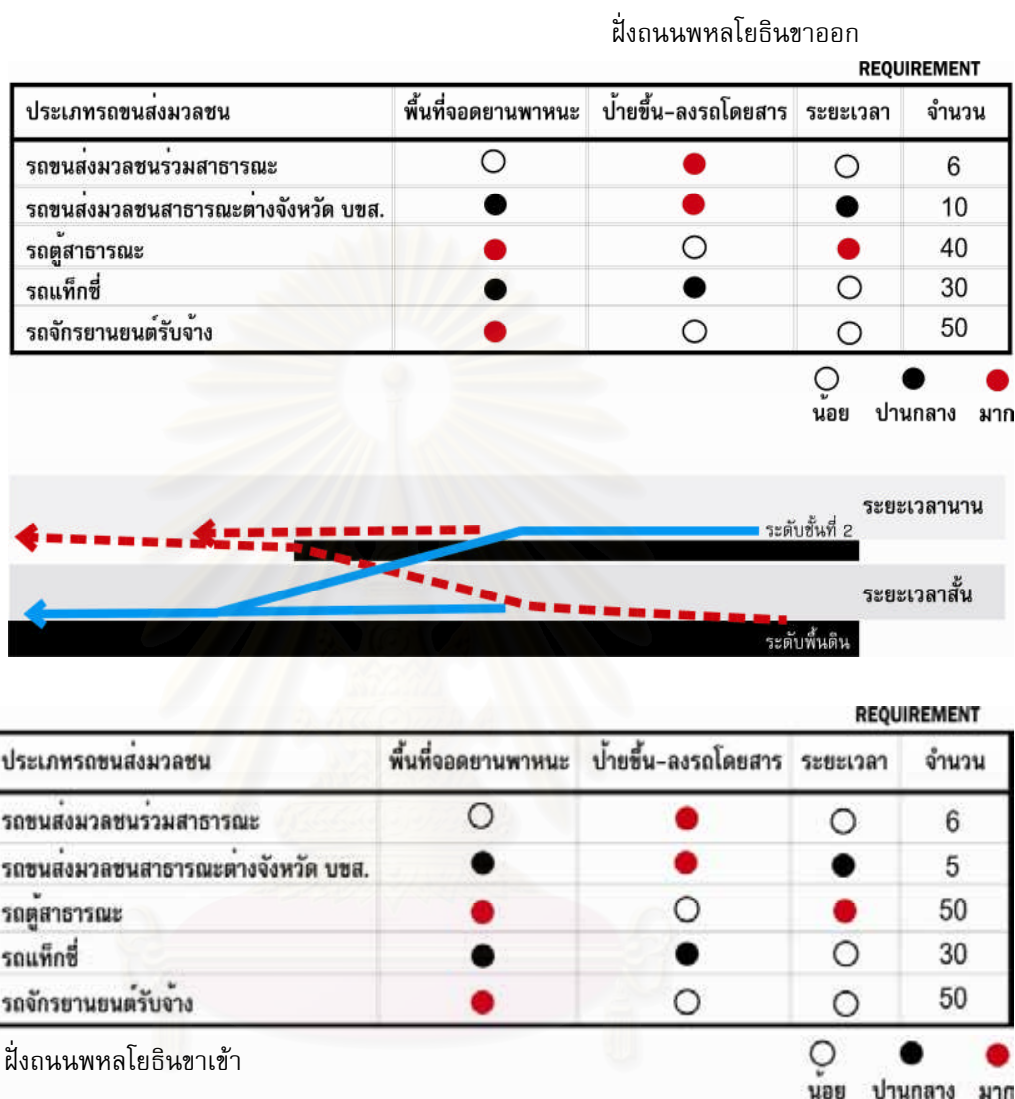 ฝั่งถนนพหลโยธินขาออก
REQUIREMENT
ประเภทรถขนส่งมวลชน พื้นที่จอดยานพาหนะ ป้ายขึ้น-ลงรถโดยสาร ระยะเวลา จำนวน
รถขนส่งมวลชนร่วมสาธารณะ 6
รถขนส่งมวลชนสาธารณะต่างจังหวัด บขส. 10
รถตู้สาธารณะ 40
รถแท็กซี่ 30
รถจักรยานยนต์รับจ้าง 50
น้อย ปานกลาง มาก
ระยะเวลานาน
ระดับชั้นที่ 2
ระยะเวลาสั้น
ระดับพื้นดิน
REQUIREMENT
ประเภทรถขนส่งมวลชน พื้นที่จอดยานพาหนะ ป้ายขึ้น-ลงรถโดยสาร ระยะเวลา จำนวน
รถขนส่งมวลชนร่วมสาธารณะ 6
รถขนส่งมวลชนสาธารณะต่างจังหวัด บขส. 5
รถตู้สาธารณะ 50
รถแท็กซี่ 30
รถจักรยานยนต์รับจ้าง 50
ฝั่งถนนพหลโยธินขาเข้า
น้อย ปานกลาง มาก